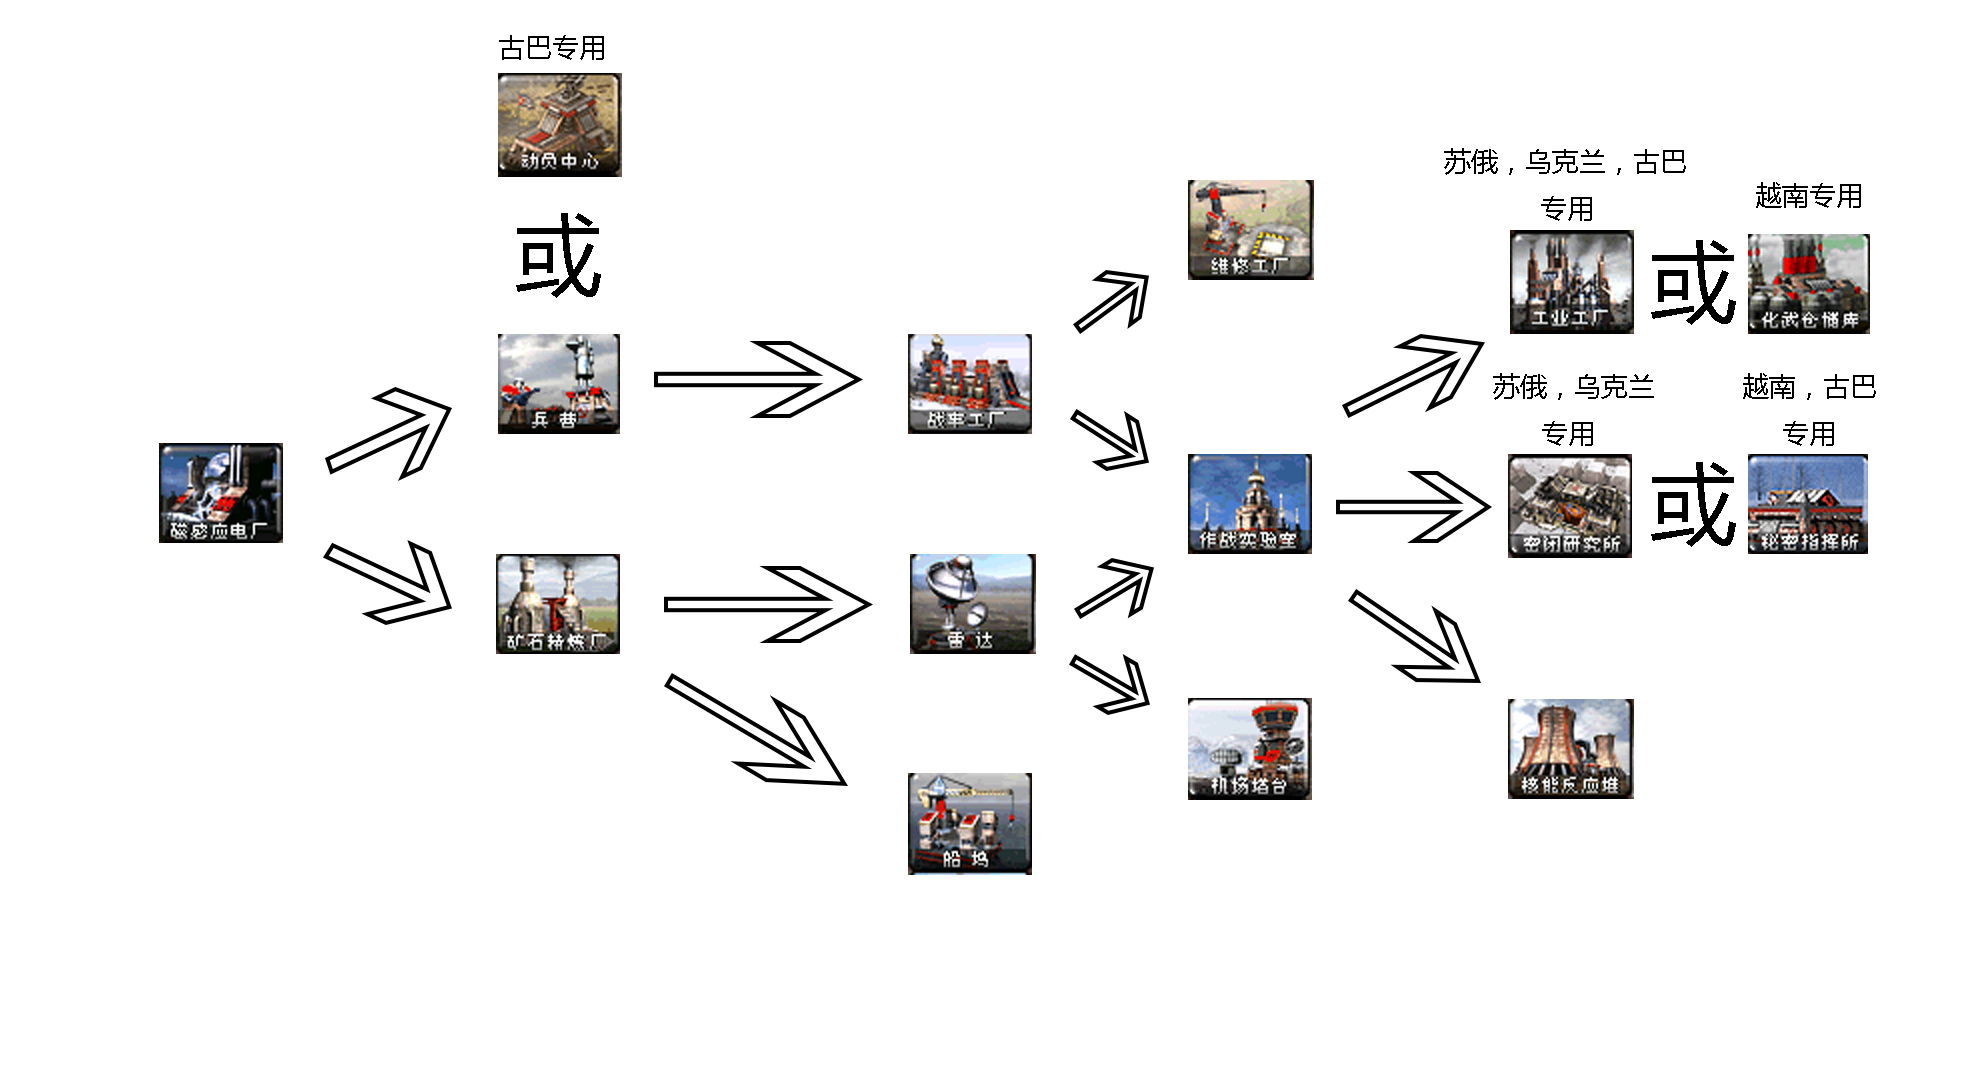 古巴专用
动员中心
或
兵营
磁感应电厂
矿石精炼厂
战车工厂
雷达
船坞
维修工厂
作战实验室
机场塔台
苏俄，乌克兰，古巴
专用
工业工厂
或
越南专用
化武仓储库
苏俄，乌克兰
专用
密闭研究所
或
越南，古巴
专用
秘密指挥所
核能反应堆